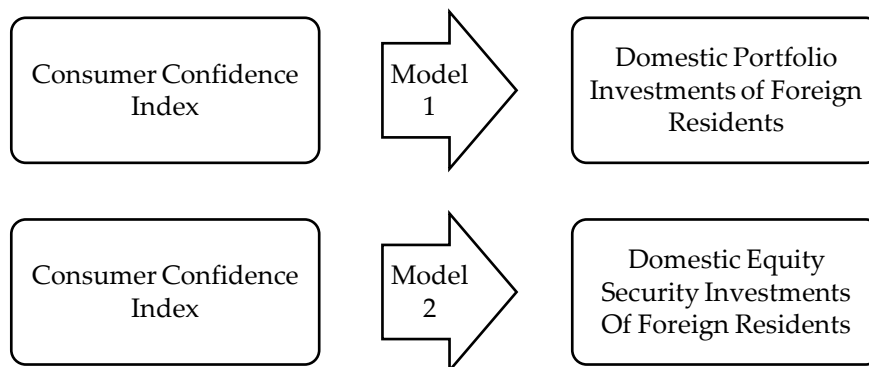 Consumer Confidence
Index
Model
1
Domestic Portfolio
Investments of Foreign
Residents
Consumer Confidence
Index
Model
2
Domestic Equity
Security Investments
Of Foreign Residents